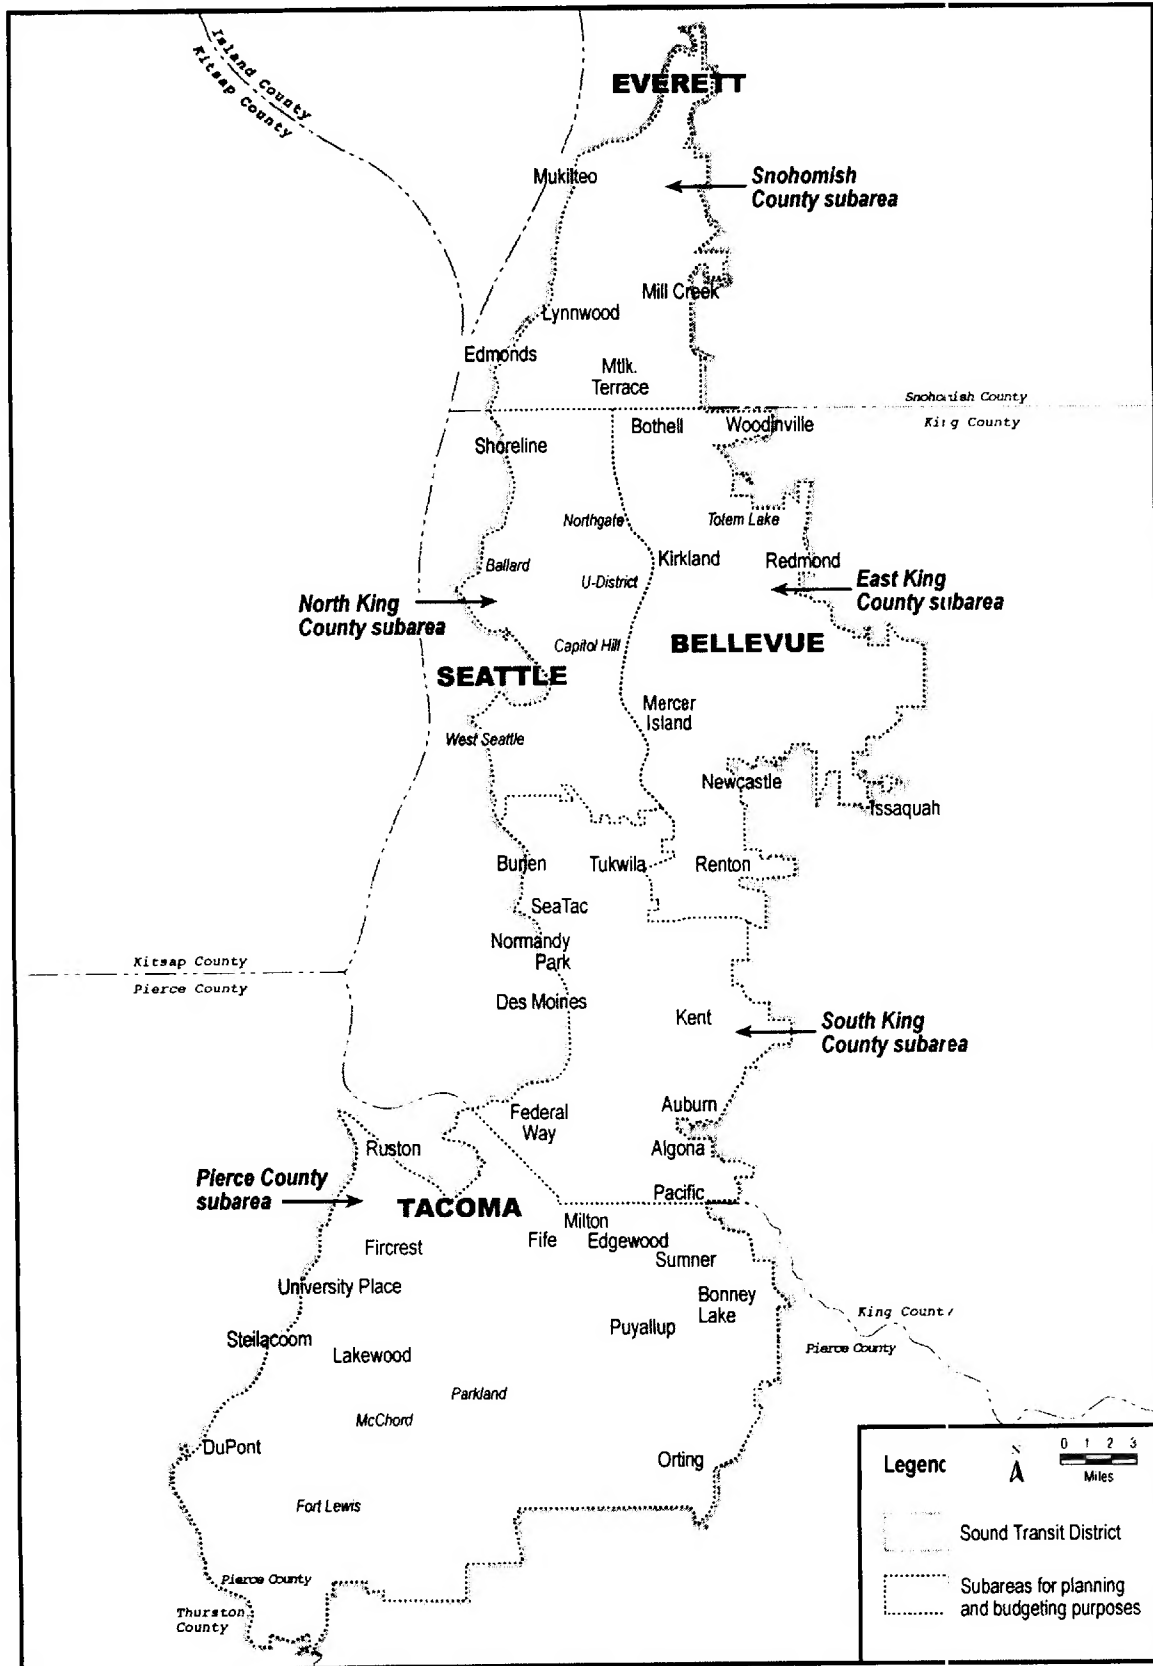 Island County
Kitsap County
EVERETT
Mukilteo
Snohomish
County subarea
Mill Creek
Lynnwood
Edmonds
Mtlk.
Terrace
Snohomish County
King County
Bothell
Woodinville
Shoreline
Northgate
Totem Lake
Ballard
Kirkland
Redmond
U-District
East King
County subarea
North King
County subarea
Capitol Hill
BELLEVUE
SEATTLE
Mercer
Island
West Seattle
Newcastle
Issaquah
Burien
Tukwila
Renton
SeaTac
Normandy
Park
Kitsap County
Pierce County
Des Moines
Kent
South King
County subarea
Federal
Way
Auburn
Ruston
Algona
Pierce County
subarea
TACOMA
Pacific
Milton
Fife
Edgewood
Fircrest
Sumner
University Place
Bonney
Lake
King County
Puyallup
Steilacoom
Lakewood
Pierce County
Parkland
McChord
DuPont
Orting
Fort Lewis
Pierce County
Thurston
County
Legend
N
0 1 2 3
Miles
Sound Transit District
Subareas for planning
and budgeting purposes